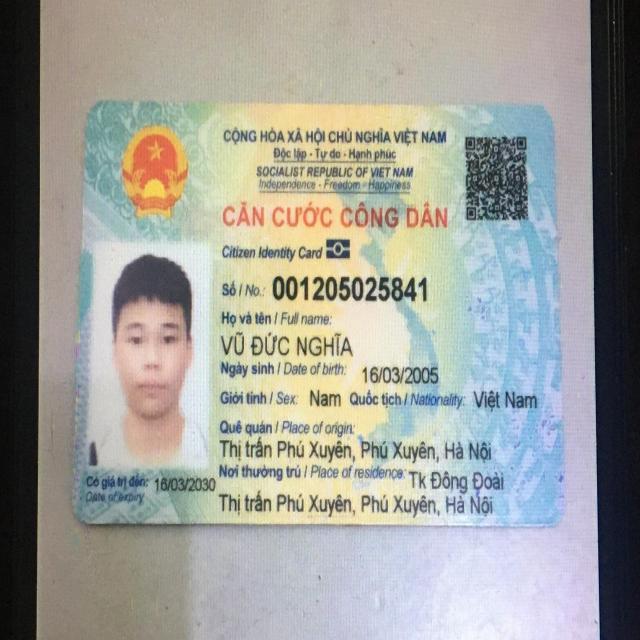 CỘNG HÒA XÃ HỘI CHỦ NGHĨA VIỆT NAM
Độc lập - Tự do - Hạnh phúc
SOCIALIST REPUBLIC OF VIET NAM
Independence - Freedom - Happiness
CĂN CƯỚC CÔNG DÂN
Citizen Identity Card
Số / No.: 001205025841
Họ và tên / Full name:
VŨ ĐỨC NGHĨA
Ngày sinh / Date of birth: 16/03/2005
Giới tính / Sex: Nam Quốc tịch / Nationality: Việt Nam
Quê quán / Place of origin:
Thị trấn Phú Xuyên, Phú Xuyên, Hà Nội
Nơi thường trú / Place of residence: Tk Đông Đoài
Thị trấn Phú Xuyên, Phú Xuyên, Hà Nội
Có giá trị đến: 16/03/2030
Date of expiry